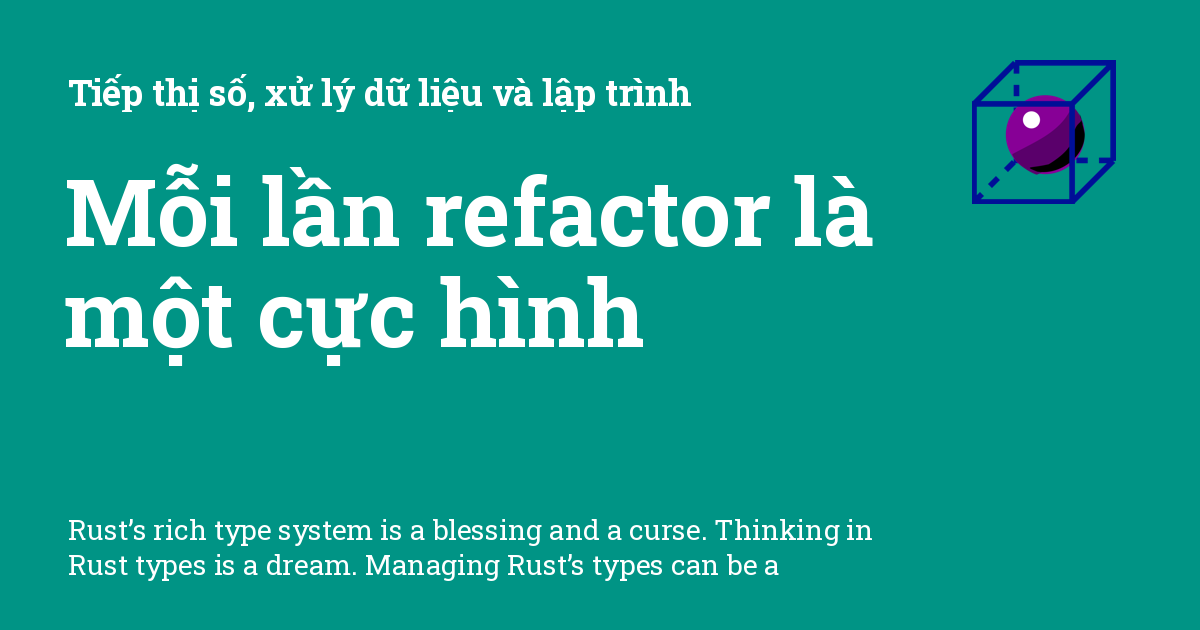 Tiếp thị số, xử lý dữ liệu và lập trình
Mỗi lần refactor là
một cực hình
Rust’s rich type system is a blessing and a curse. Thinking in
Rust types is a dream. Managing Rust’s types can be a